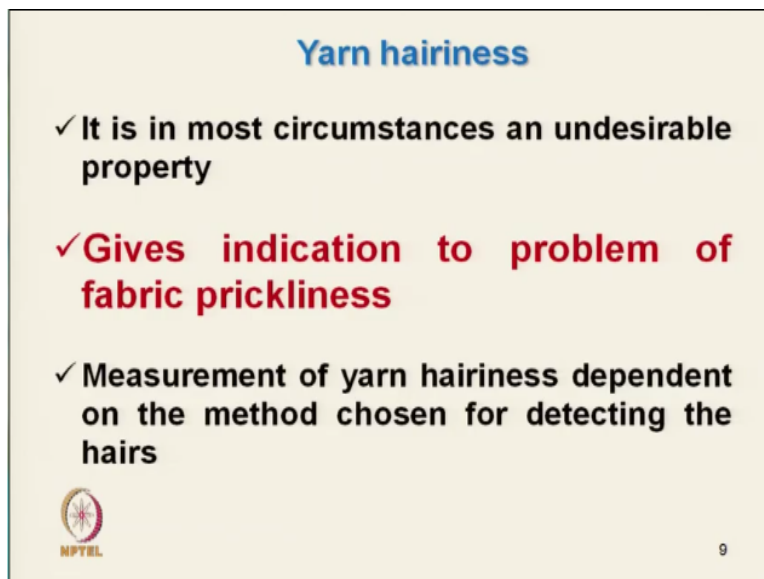 Yarn hairiness
✓ It is in most circumstances an undesirable
property
✓ Gives indication to problem of
fabric prickliness
✓ Measurement of yarn hairiness dependent
on the method chosen for detecting the
hairs
NPTEL
9